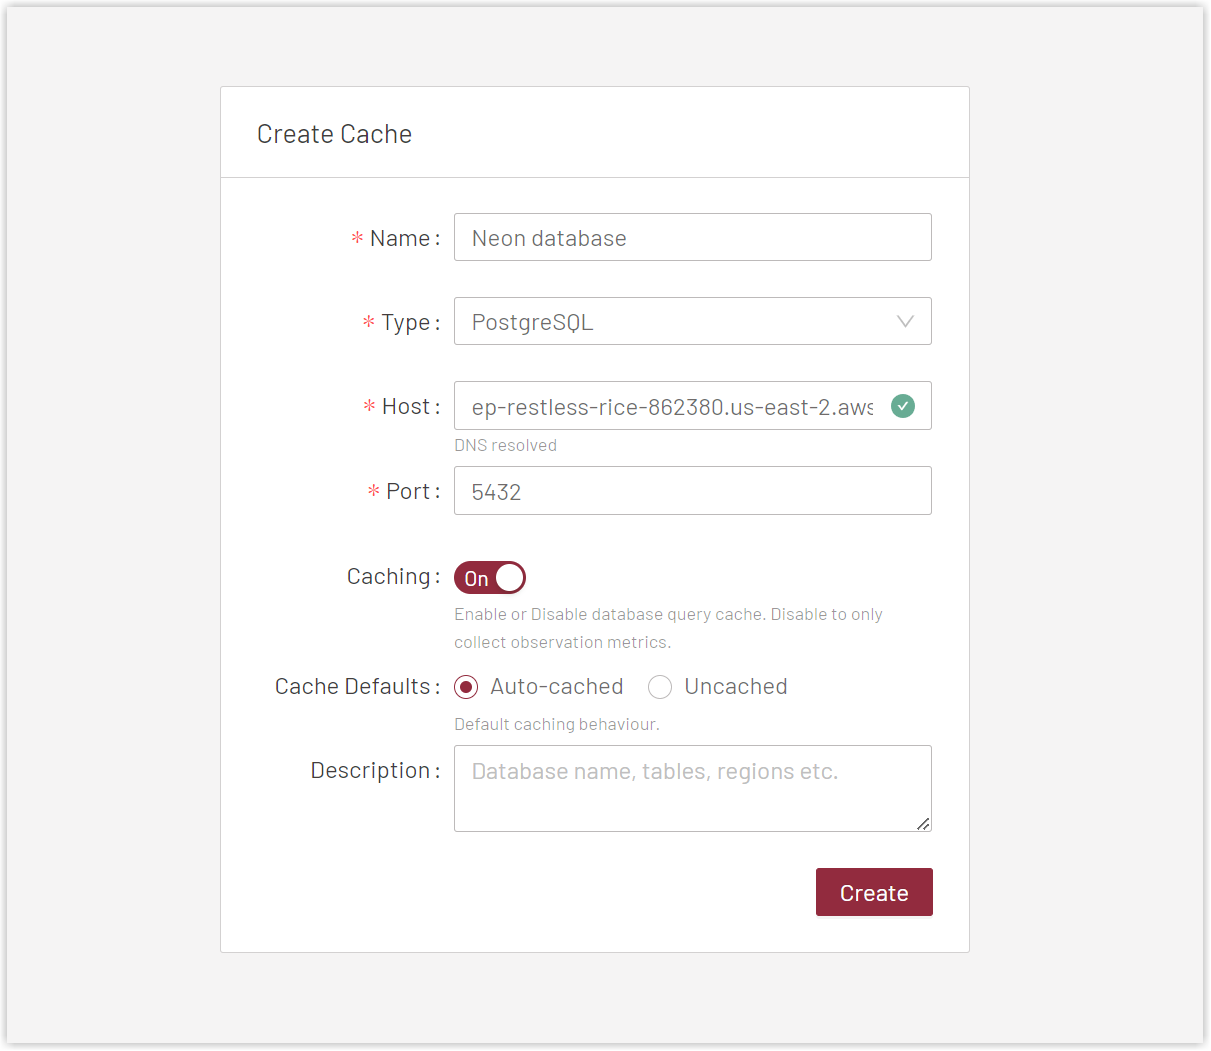 Create Cache
* Name: Neon database
* Type: PostgreSQL
* Host: ep-restless-rice-862380.us-east-2.aws
DNS resolved
* Port: 5432
Caching: On
Enable or Disable database query cache. Disable to only
collect observation metrics.
Cache Defaults: Auto-cached Uncached
Default caching behaviour.
Description: Database name, tables, regions etc.
Create